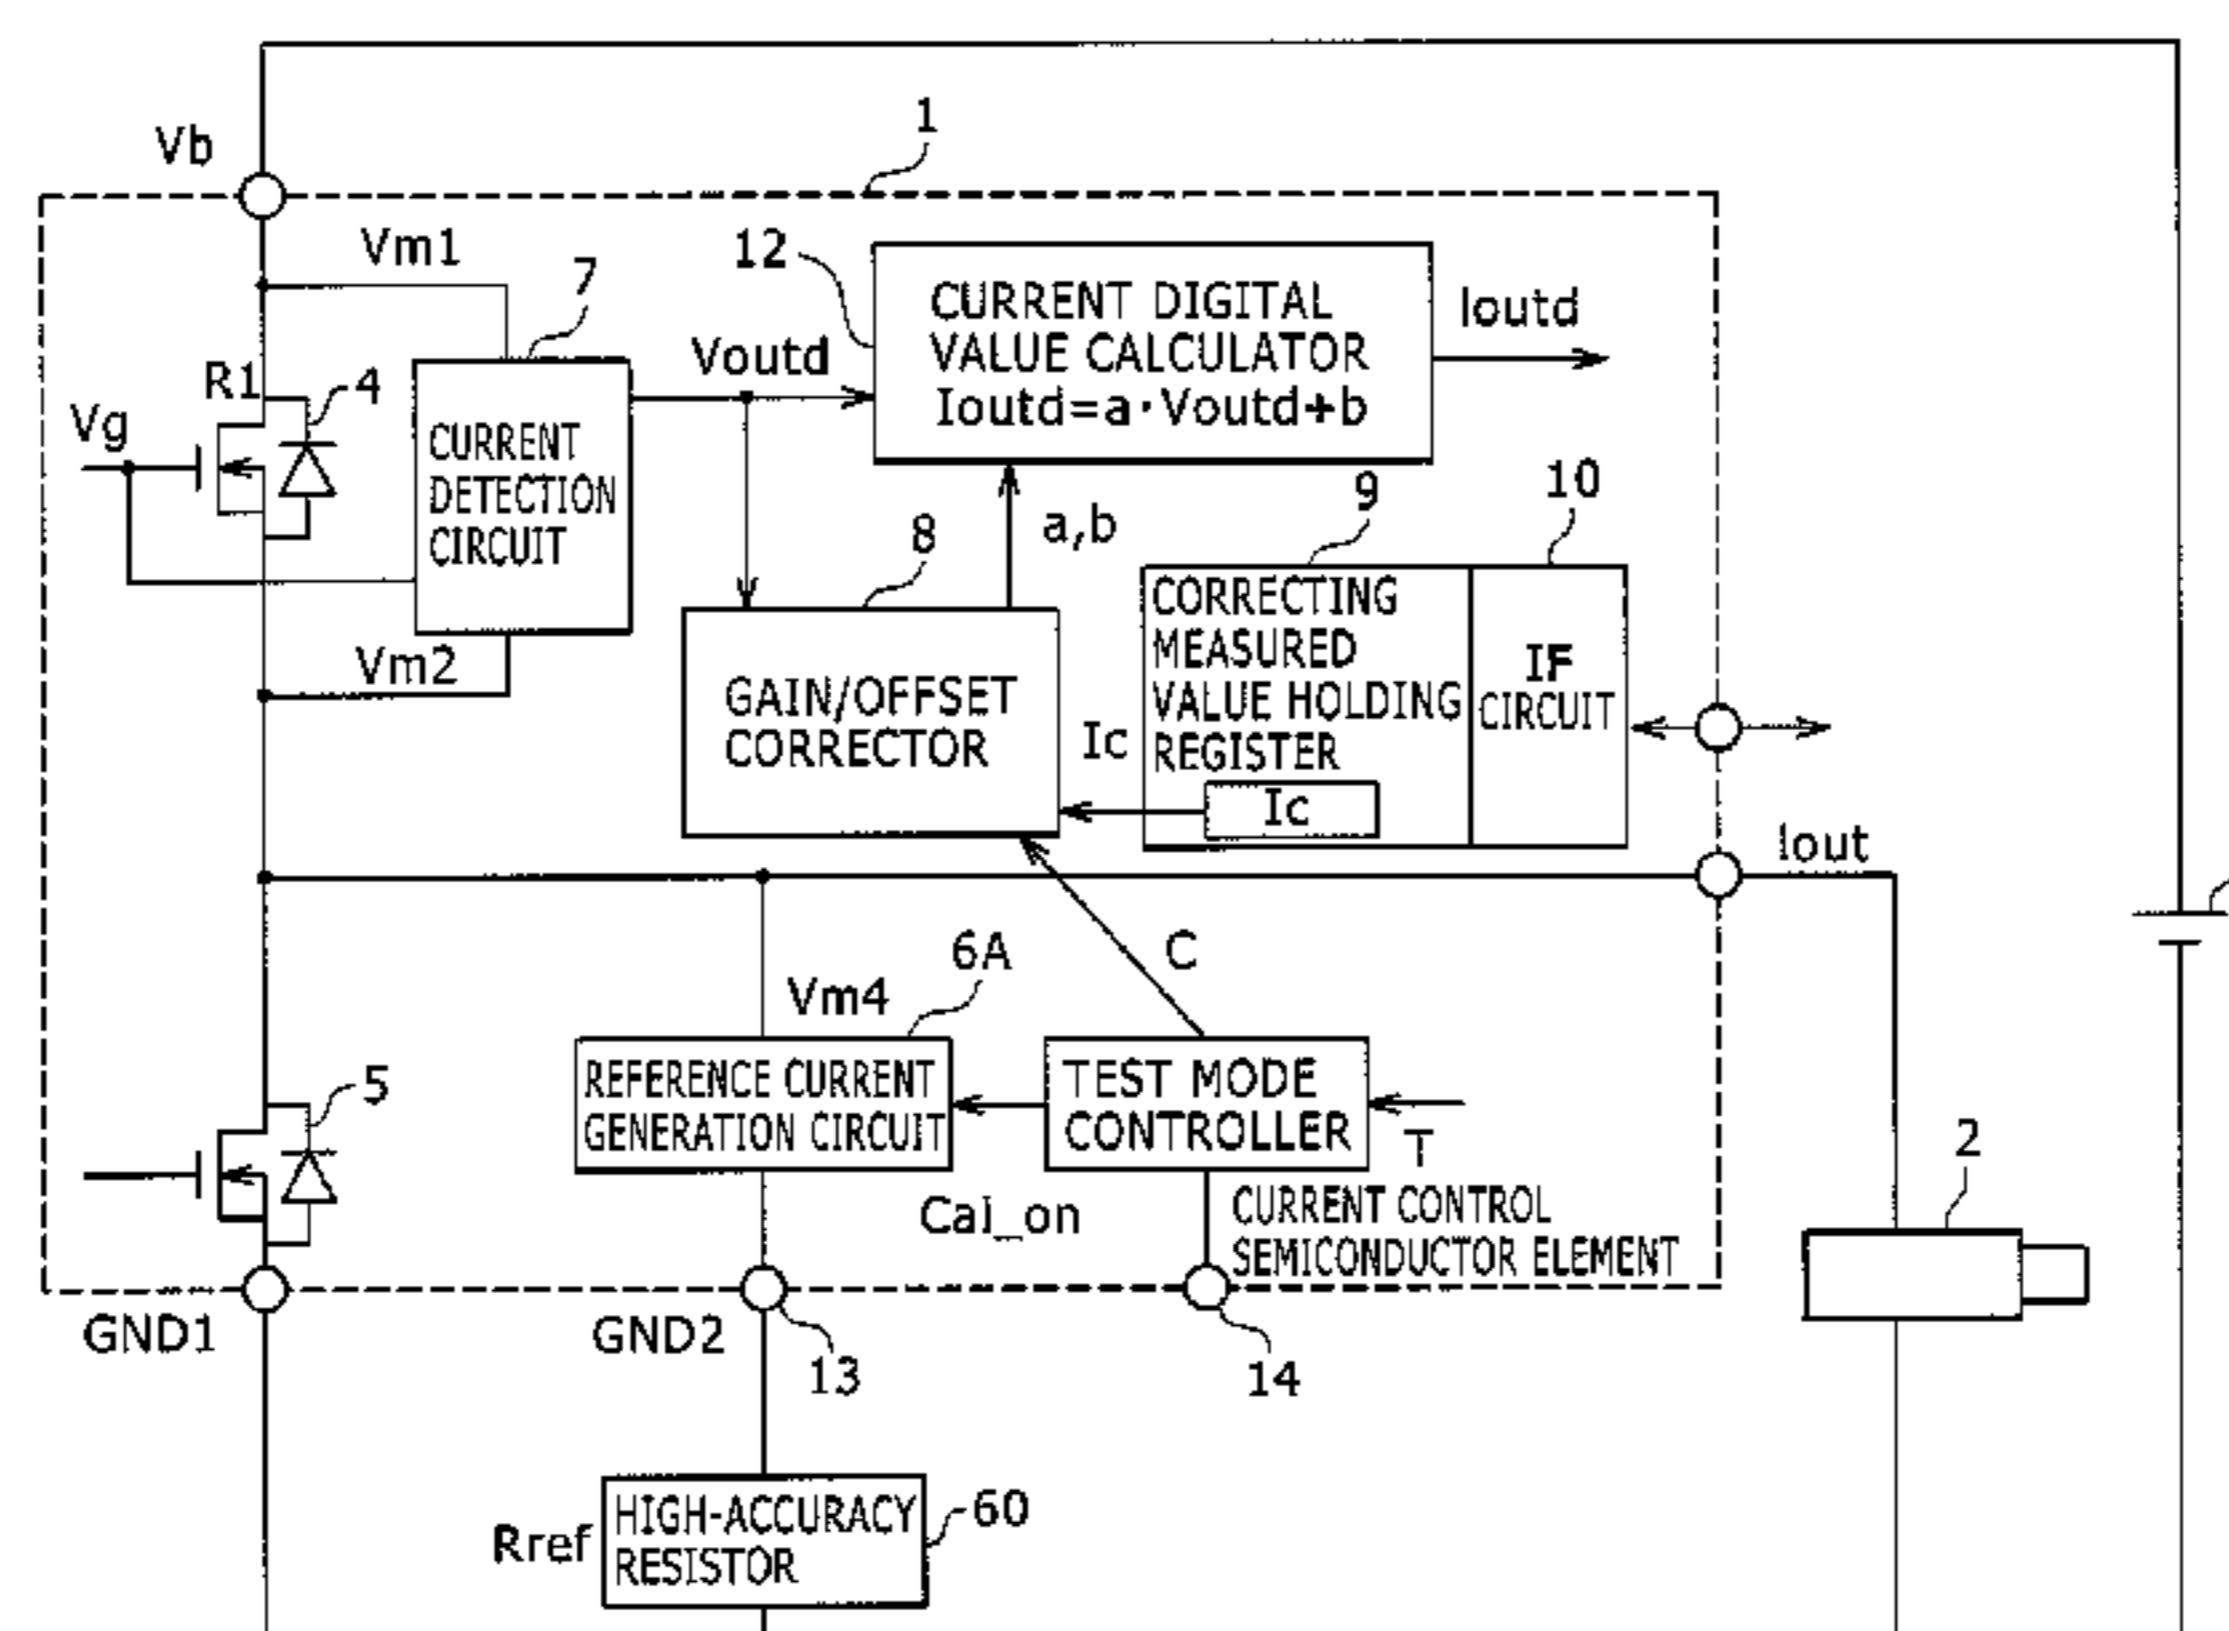 1
Vb
Vm1
7
12
CURRENT DIGITAL
VALUE CALCULATOR
Ioutd=a·Voutd+b
Ioutd
Voutd
R1
4
Vg
CURRENT
DETECTION
CIRCUIT
a,b
9
10
8
Vm2
GAIN/OFFSET
CORRECTOR
CORRECTING
MEASURED
VALUE HOLDING
REGISTER
IF
CIRCUIT
Ic
Ic
Iout
C
6A
Vm4
REFERENCE CURRENT
GENERATION CIRCUIT
TEST MODE
CONTROLLER
T
5
2
Cal_on
CURRENT CONTROL
SEMICONDUCTOR ELEMENT
GND1
GND2
13
14
Rref
HIGH-ACCURACY
RESISTOR
60